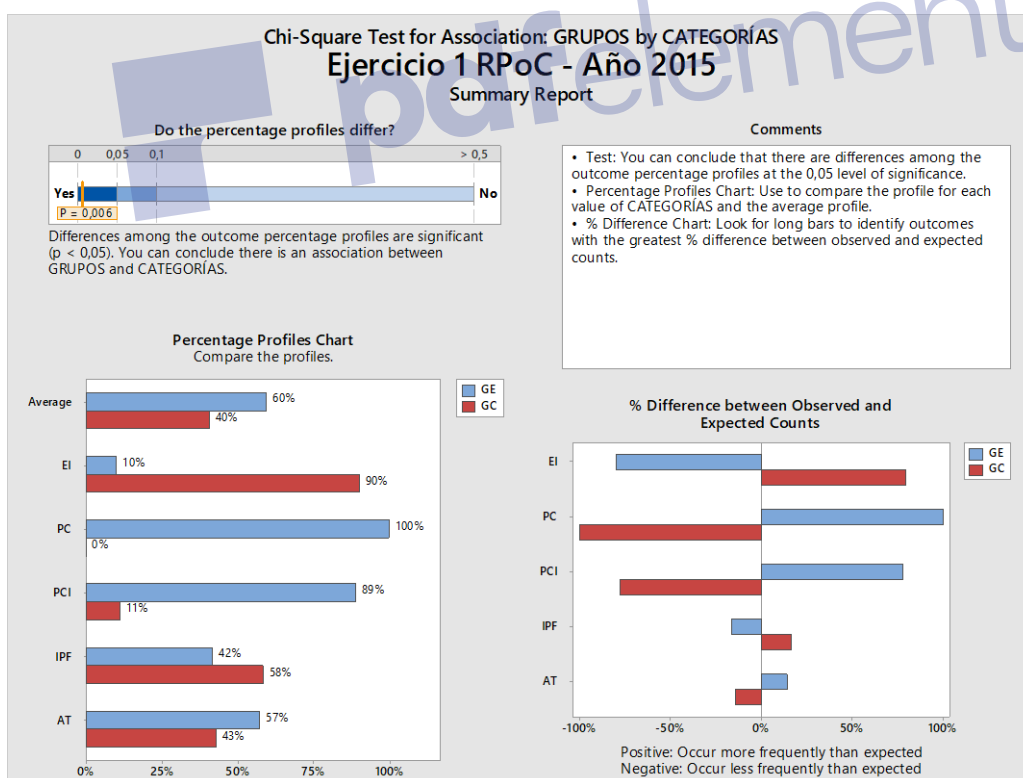 pdfelement
Chi-Square Test for Association: GRUPOS by CATEGORÍAS
Ejercicio 1 RPoC - Año 2015
Summary Report
Do the percentage profiles differ?
0 0,05 0,1 > 0,5
Yes No
P = 0,006
Differences among the outcome percentage profiles are significant
(p < 0,05). You can conclude there is an association between
GRUPOS and CATEGORÍAS.
Comments
• Test: You can conclude that there are differences among the
outcome percentage profiles at the 0,05 level of significance.
• Percentage Profiles Chart: Use to compare the profile for each
value of CATEGORÍAS and the average profile.
• % Difference Chart: Look for long bars to identify outcomes
with the greatest % difference between observed and expected
counts.
Percentage Profiles Chart
Compare the profiles.
GE
GC
Average 60%
40%
EI 10%
90%
PC 100%
0%
PCI 89%
11%
IPF 42%
58%
AT 57%
43%
0% 25% 50% 75% 100%
% Difference between Observed and
Expected Counts
GE
GC
EI
PC
PCI
IPF
AT
-100% -50% 0% 50% 100%
Positive: Occur more frequently than expected
Negative: Occur less frequently than expected